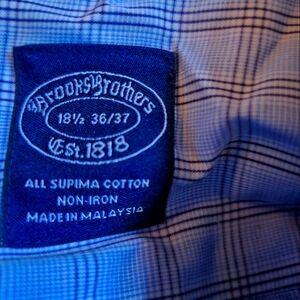 Brooks Brothers
18½ 36/37
Est. 1818
ALL SUPIMA COTTON
NON-IRON
MADE IN MALAYSIA